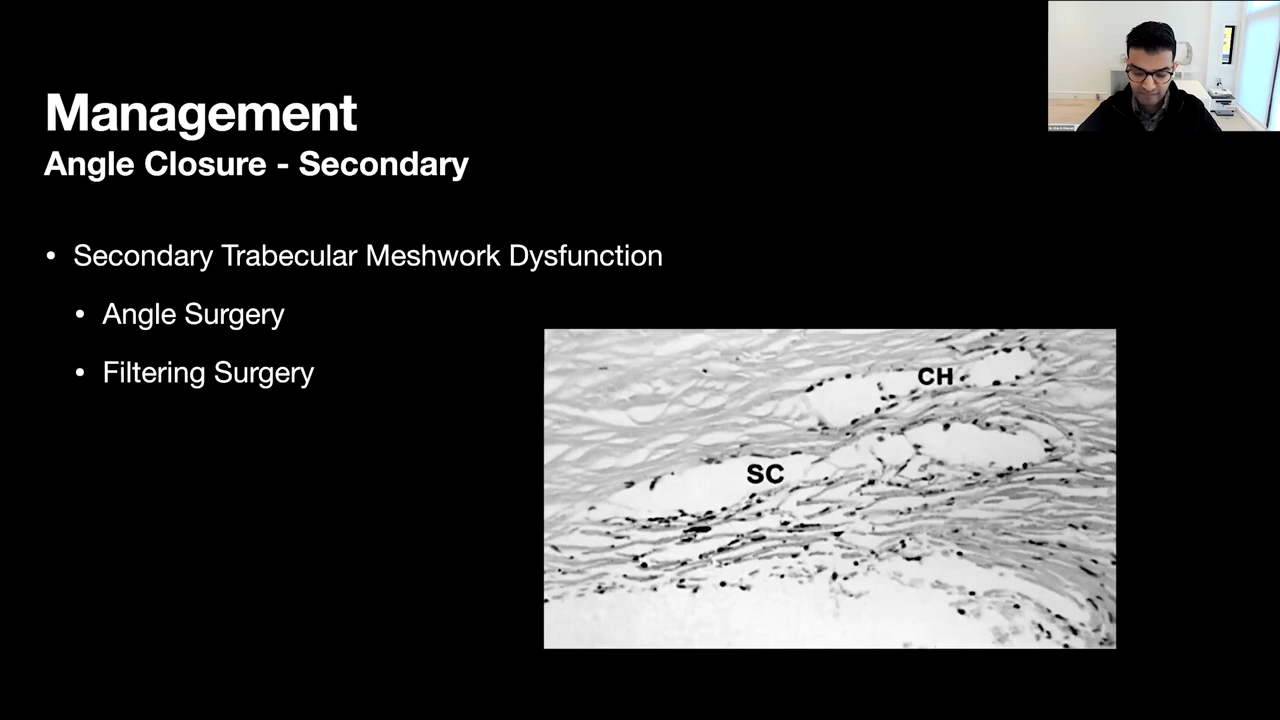 Management
Angle Closure - Secondary
• Secondary Trabecular Meshwork Dysfunction
• Angle Surgery
• Filtering Surgery
CH
SC